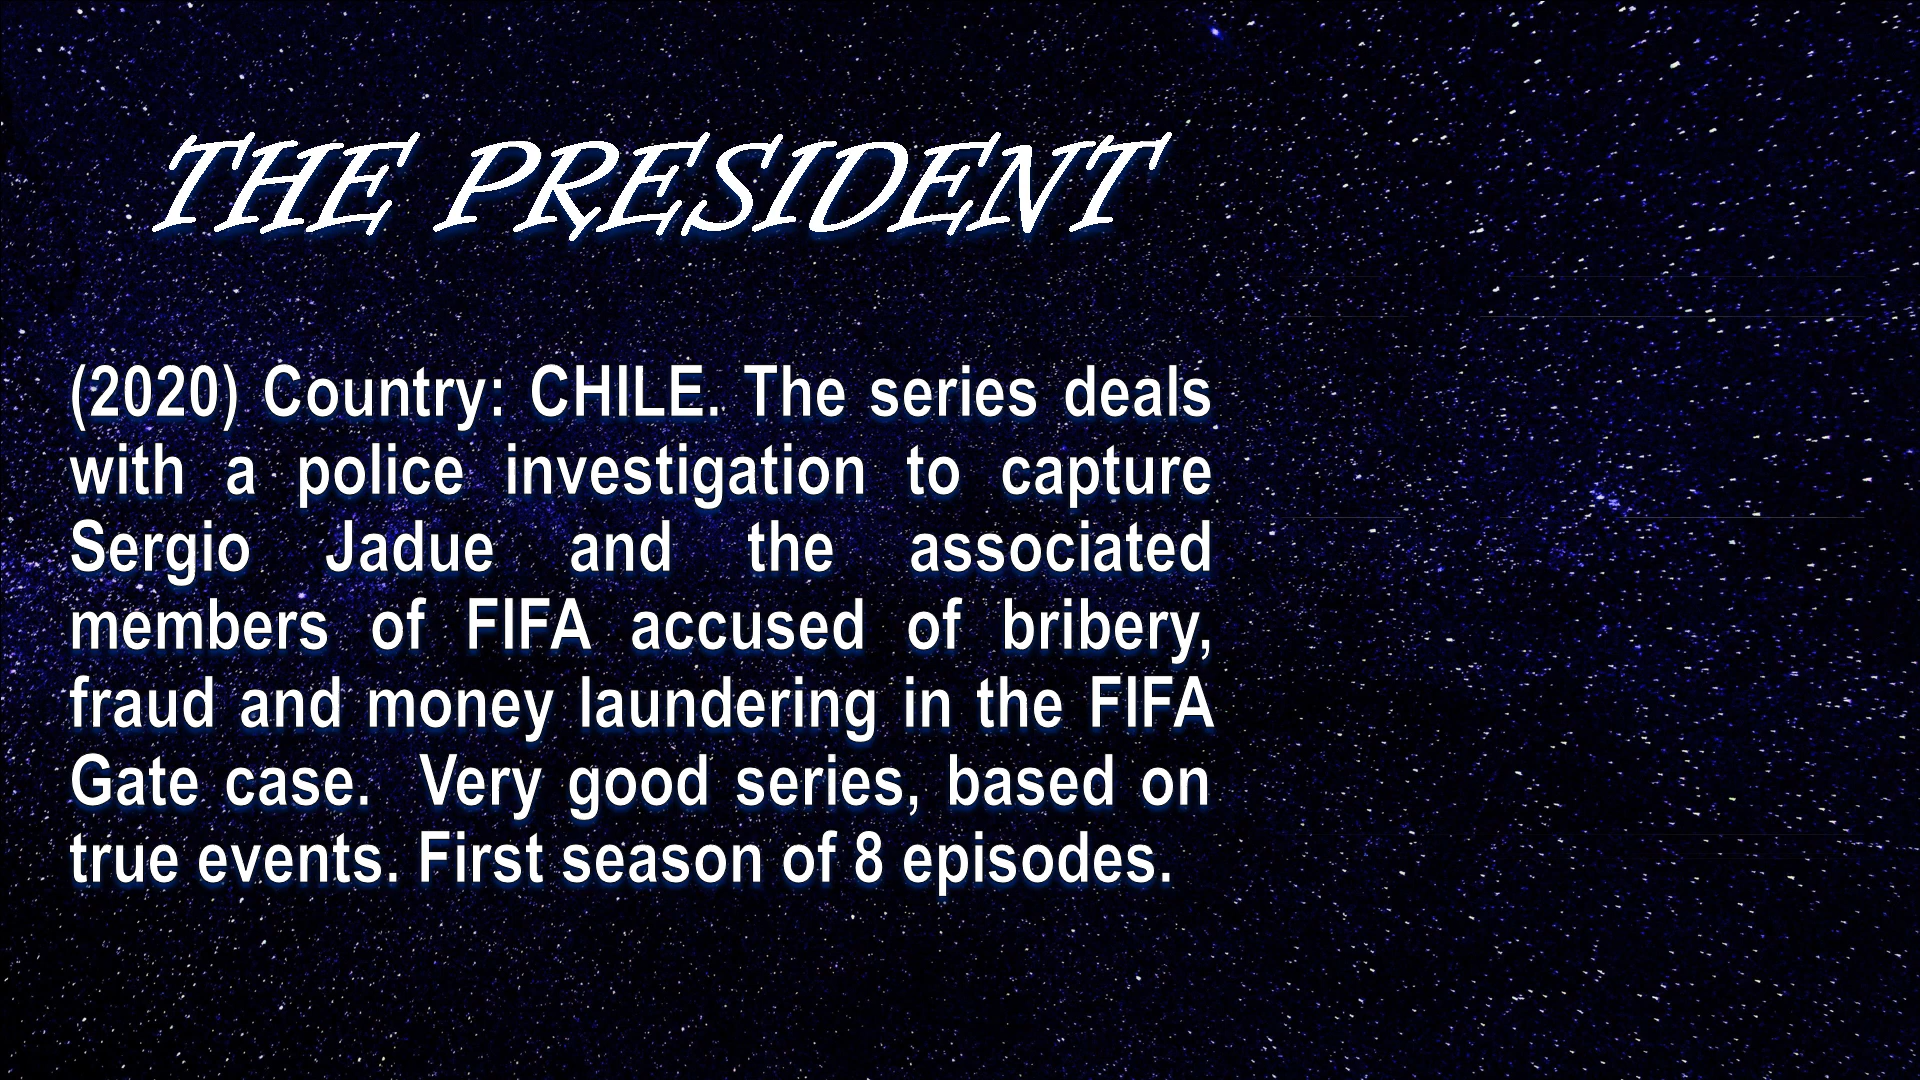 THE PRESIDENT
(2020) Country: CHILE. The series deals
with a police investigation to capture
Sergio Jadue and the associated
members of FIFA accused of bribery,
fraud and money laundering in the FIFA
Gate case.  Very good series, based on
true events. First season of 8 episodes.